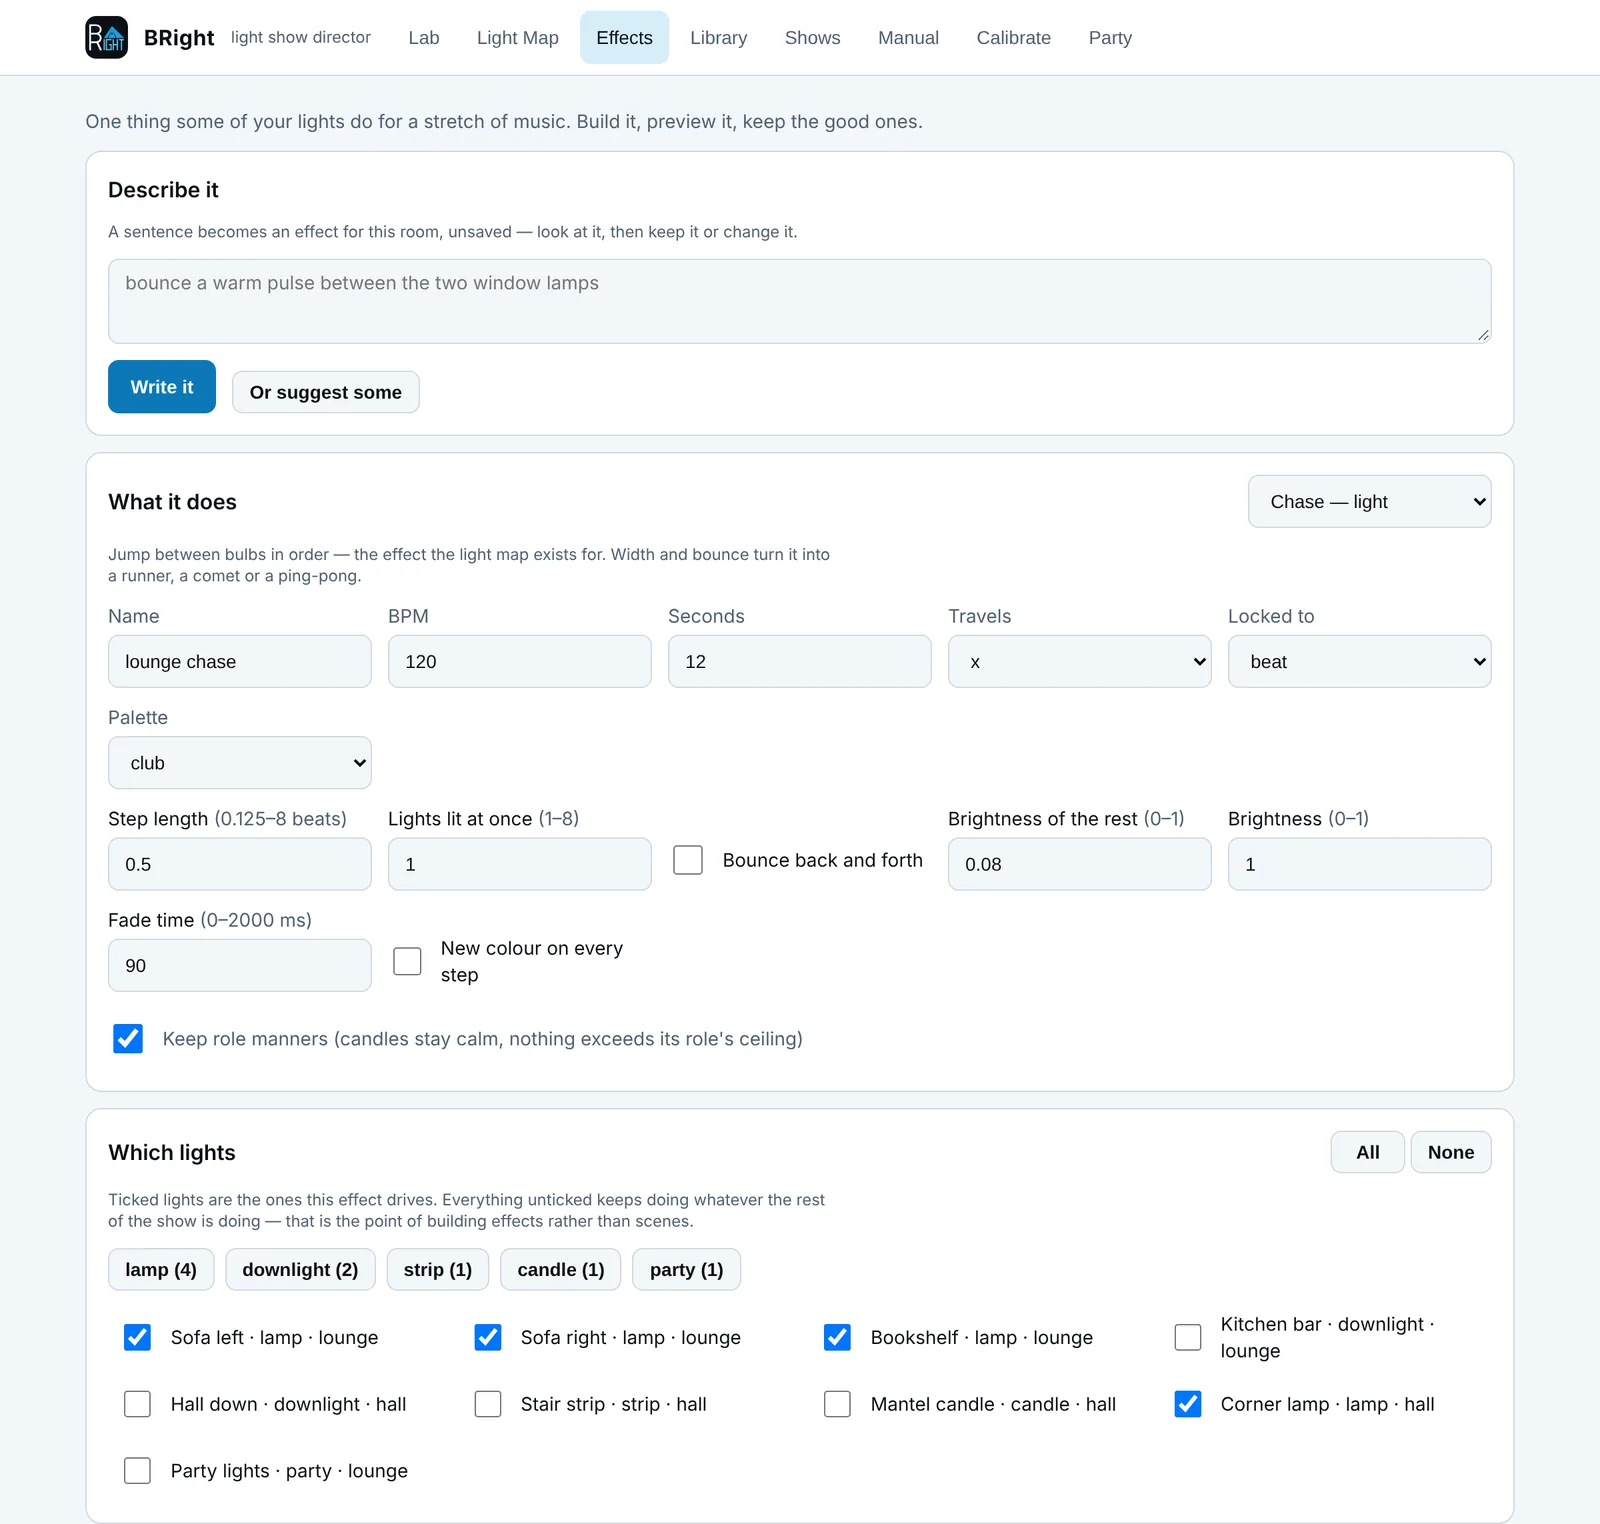 BRIGHT
BRight light show director Lab Light Map Effects Library Shows Manual Calibrate Party
One thing some of your lights do for a stretch of music. Build it, preview it, keep the good ones.
Describe it
A sentence becomes an effect for this room, unsaved — look at it, then keep it or change it.
bounce a warm pulse between the two window lamps
Write it Or suggest some
What it does Chase — light
Jump between bulbs in order — the effect the light map exists for. Width and bounce turn it into
a runner, a comet or a ping-pong.
Name BPM Seconds Travels Locked to
lounge chase 120 12 x beat
Palette
club
Step length (0.125–8 beats) Lights lit at once (1–8) Brightness of the rest (0–1) Brightness (0–1)
0.5 1 Bounce back and forth 0.08 1
Fade time (0–2000 ms)
90 New colour on every
step
Keep role manners (candles stay calm, nothing exceeds its role's ceiling)
Which lights All None
Ticked lights are the ones this effect drives. Everything unticked keeps doing whatever the rest
of the show is doing — that is the point of building effects rather than scenes.
lamp (4) downlight (2) strip (1) candle (1) party (1)
Sofa left · lamp · lounge Sofa right · lamp · lounge Bookshelf · lamp · lounge Kitchen bar · downlight ·
lounge
Hall down · downlight · hall Stair strip · strip · hall Mantel candle · candle · hall Corner lamp · lamp · hall
Party lights · party · lounge